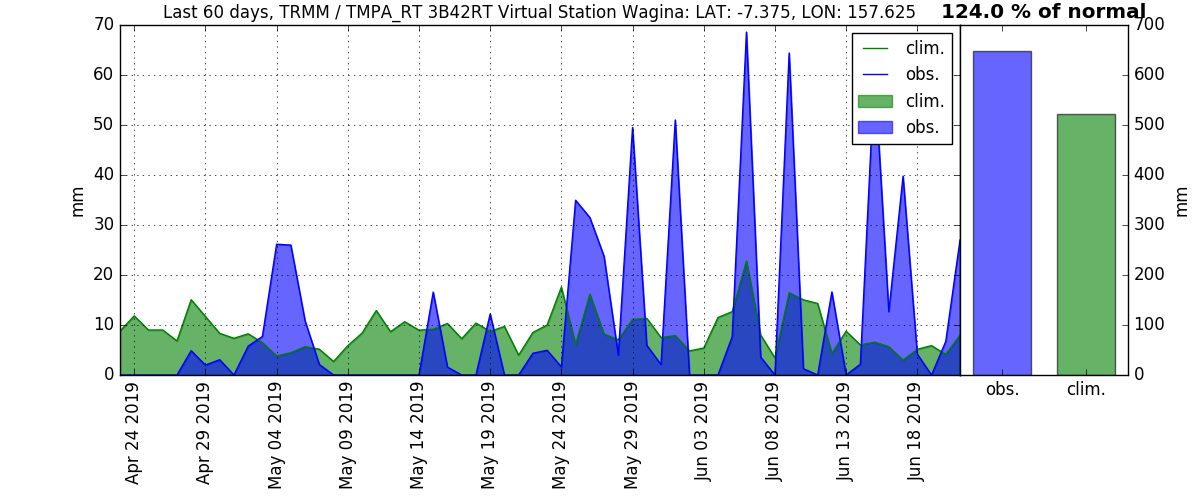 Last 60 days, TRMM / TMPA_RT 3B42RT Virtual Station Wagina: LAT: -7.375, LON: 157.625
124.0 % of normal
70
60
50
40
30
20
10
0
mm
clim.
obs.
clim.
obs.
Apr 24 2019
Apr 29 2019
May 04 2019
May 09 2019
May 14 2019
May 19 2019
May 24 2019
May 29 2019
Jun 03 2019
Jun 08 2019
Jun 13 2019
Jun 18 2019
700
600
500
400
300
200
100
0
mm
obs.
clim.